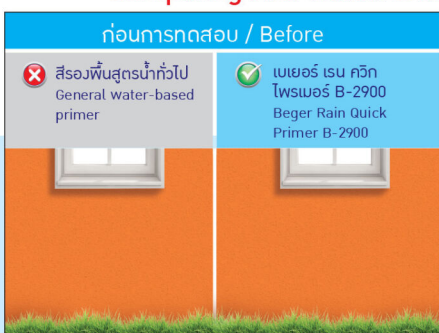 ก่อนการทดสอบ / Before
สีรองพื้นสูตรน้ำทั่วไป
General water-based
primer
เบเยอร์ เรน ควิก
ไพรเมอร์ B-2900
Beger Rain Quick
Primer B-2900